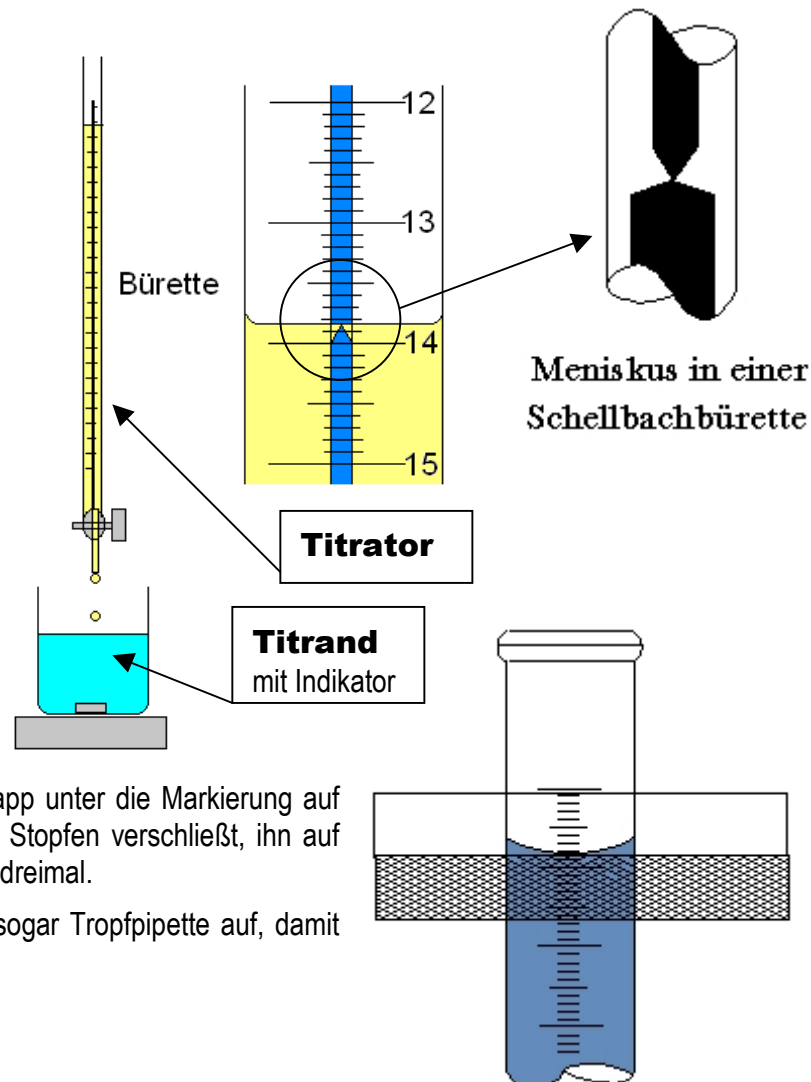 12
13
Bürette
14
Meniskus in einer
Schellbachbürette
15
Titrator
Titrand
mit Indikator
app unter die Markierung auf
Stopfen verschließt, ihn auf
dreimal.
sogar Tropfpipette auf, damit